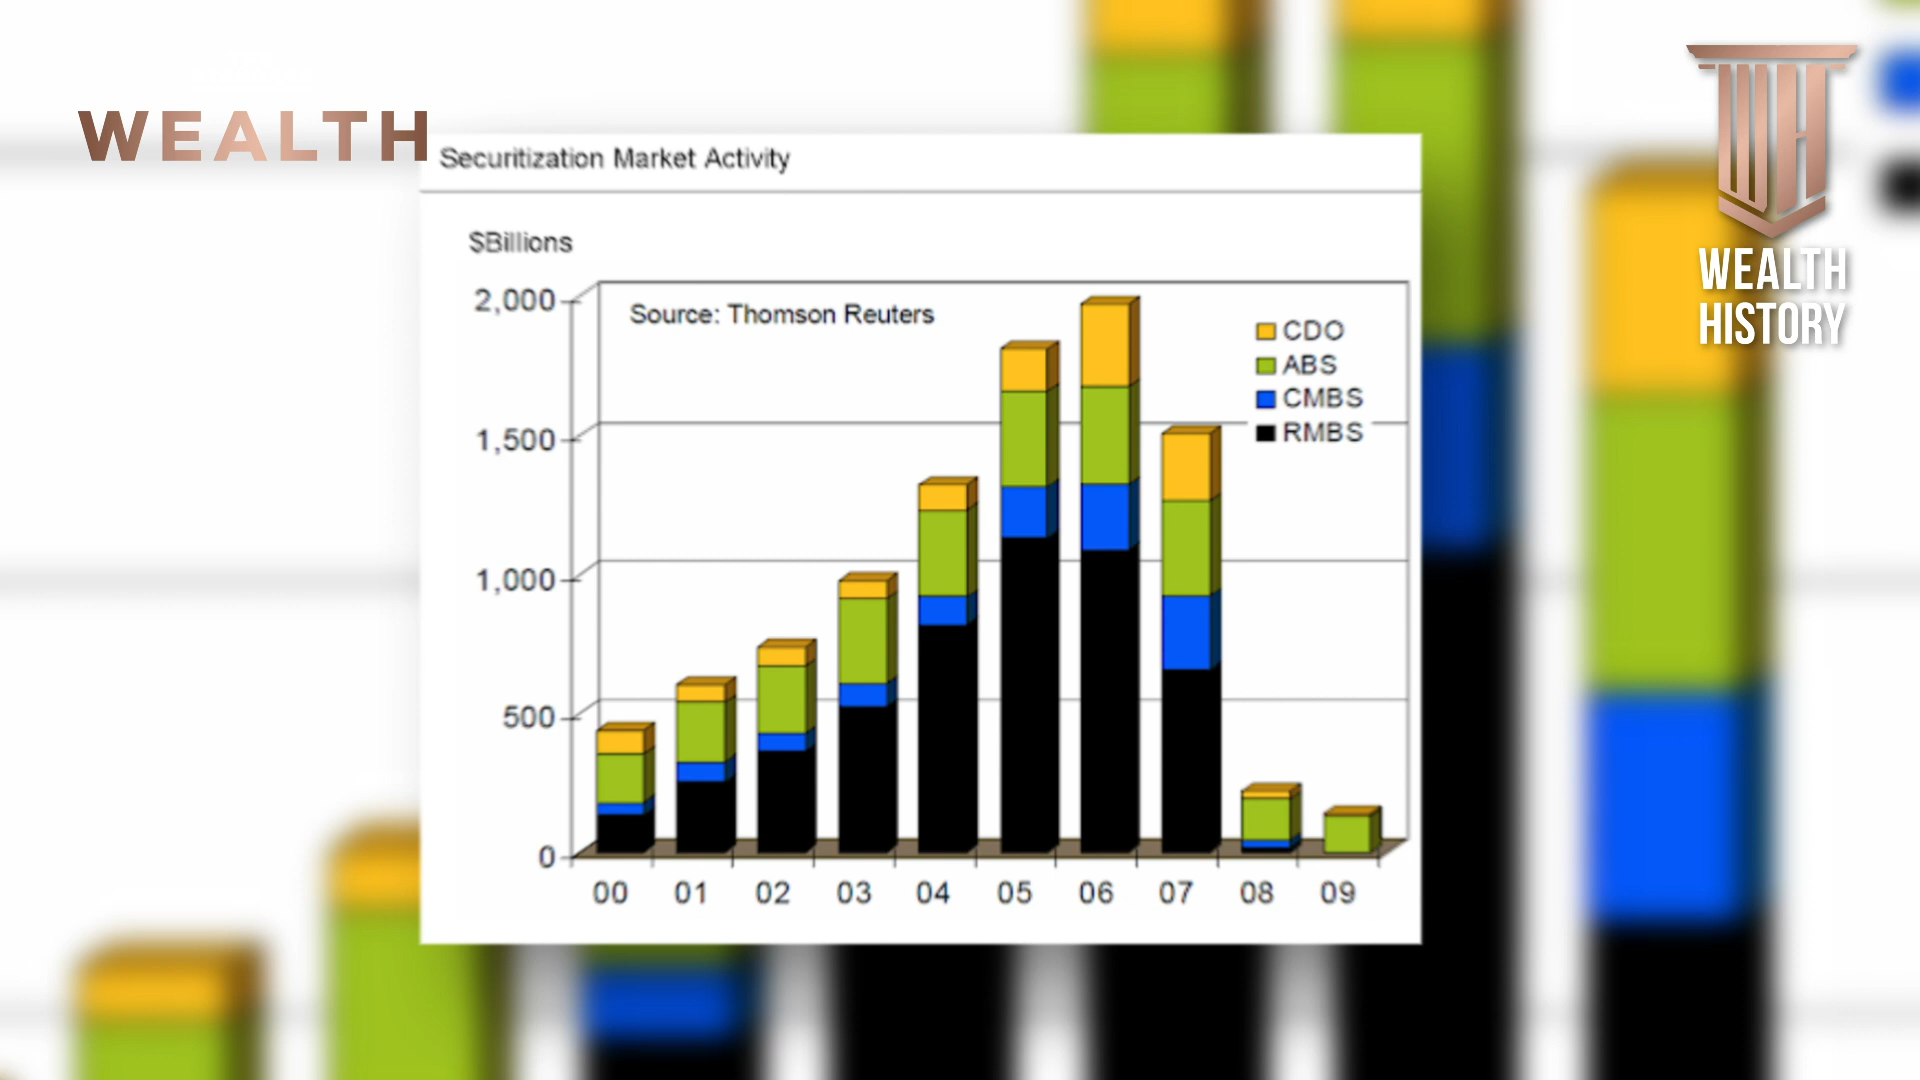 WEALTH
WEALTH
HISTORY
Securitization Market Activity
$Billions
2,000
1,500
1,000
500
0
Source: Thomson Reuters
CDO
ABS
CMBS
RMBS
00 01 02 03 04 05 06 07 08 09